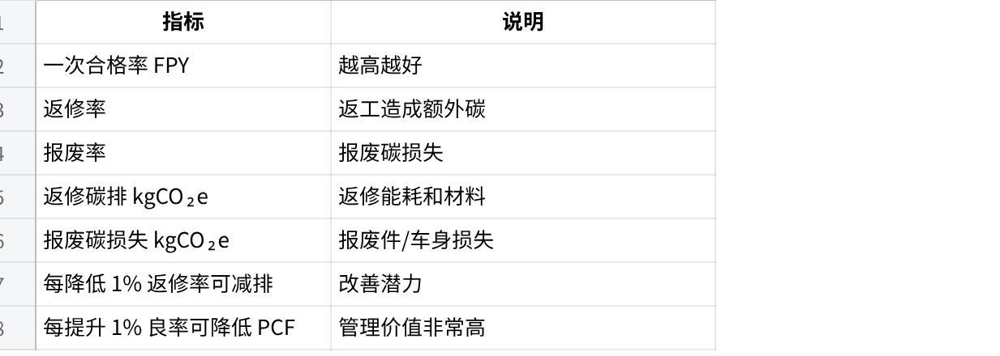 1 指标 说明
2 一次合格率 FPY 越高越好
3 返修率 返工造成额外碳
4 报废率 报废碳损失
5 返修碳排 kgCO₂e 返修能耗和材料
6 报废碳损失 kgCO₂e 报废件/车身损失
7 每降低 1% 返修率可减排 改善潜力
8 每提升 1% 良率可降低 PCF 管理价值非常高